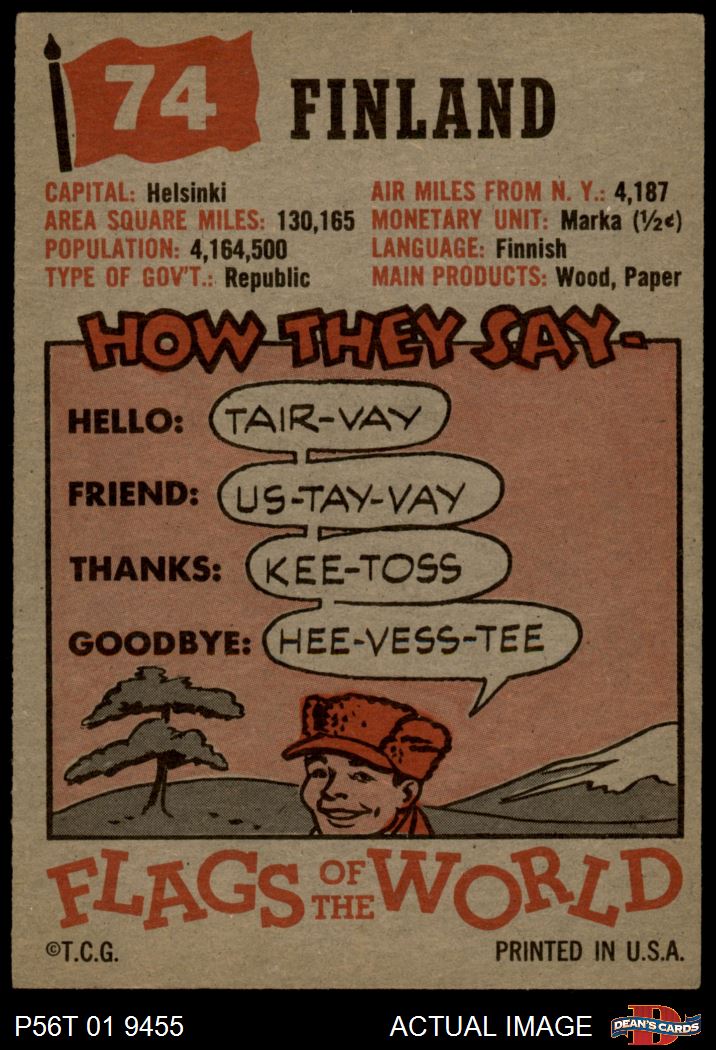 74 FINLAND
CAPITAL: Helsinki
AREA SQUARE MILES: 130,165
POPULATION: 4,164,500
TYPE OF GOV'T.: Republic
AIR MILES FROM N. Y.: 4,187
MONETARY UNIT: Marka (½¢)
LANGUAGE: Finnish
MAIN PRODUCTS: Wood, Paper
HOW THEY SAY-
HELLO: TAIR-VAY
FRIEND: US-TAY-VAY
THANKS: KEE-TOSS
GOODBYE: HEE-VESS-TEE
FLAGS OF THE WORLD
©T.C.G.
PRINTED IN U.S.A.
P56T 01 9455
ACTUAL IMAGE
DEAN'S CARDS